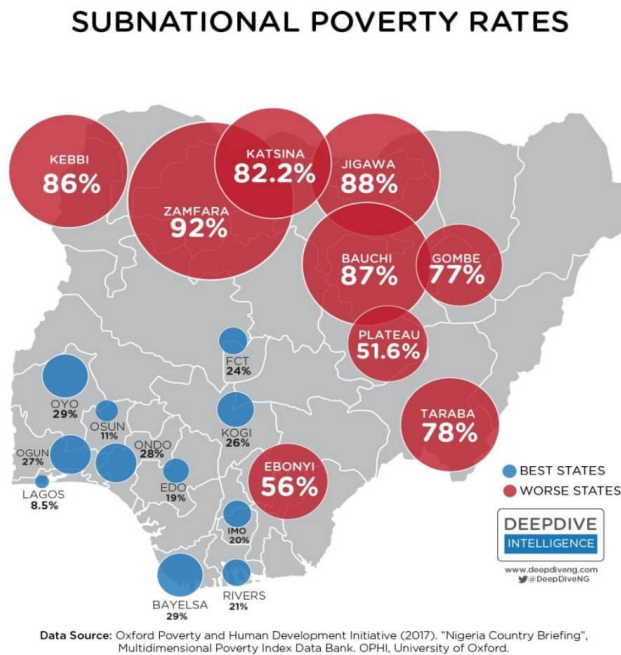 SUBNATIONAL POVERTY RATES
KEBBI
86%
ZAMFARA
92%
KATSINA
82.2%
JIGAWA
88%
BAUCHI
87%
GOMBE
77%
PLATEAU
51.6%
FCT
24%
TARABA
78%
OYO
29%
OSUN
11%
KOGI
26%
OGUN
27%
ONDO
28%
EDO
19%
EBONYI
56%
LAGOS
8.5%
IMO
20%
BAYELSA
29%
RIVERS
21%
BEST STATES
WORSE STATES
DEEPDIVE
INTELLIGENCE
www.deepdiveng.com
@DeepDiveNG
Data Source: Oxford Poverty and Human Development Initiative (2017). "Nigeria Country Briefing",
Multidimensional Poverty Index Data Bank. OPHI, University of Oxford.